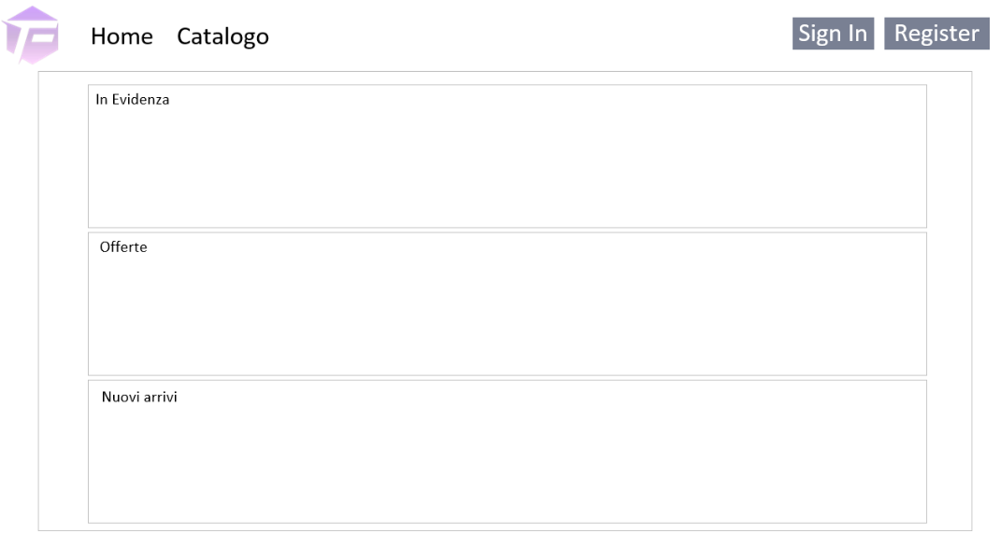 Home Catalogo Sign In Register
In Evidenza
Offerte
Nuovi arrivi